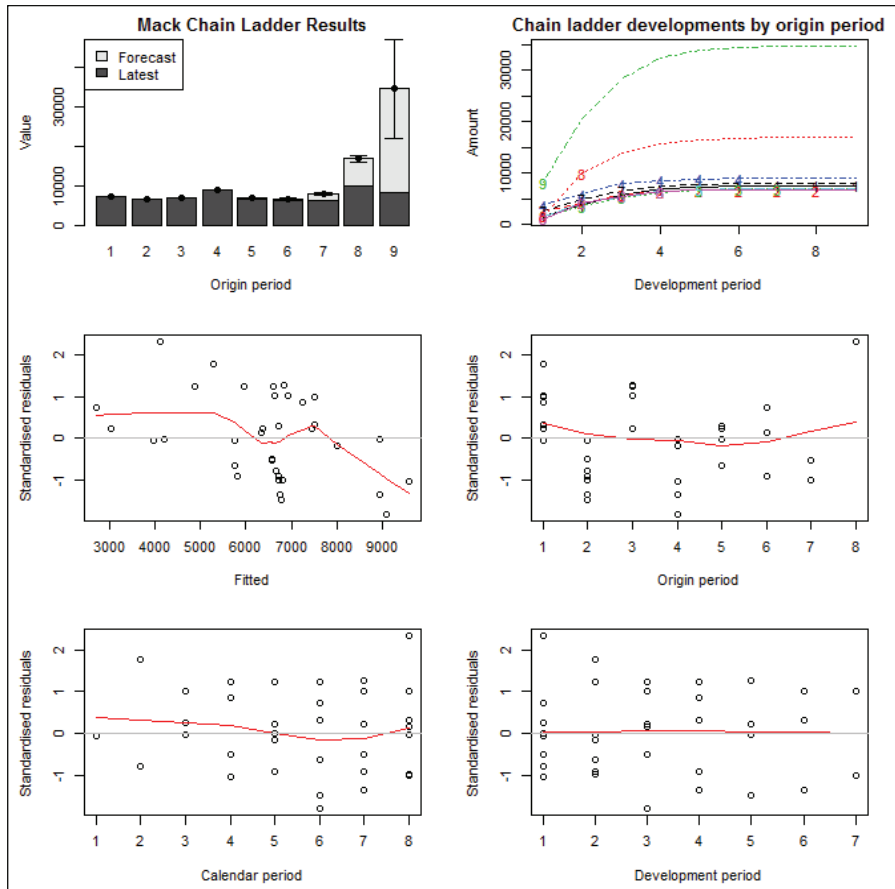 Mack Chain Ladder Results
Forecast
Latest
Value
0
10000
30000
1 2 3 4 5 6 7 8 9
Origin period
Chain ladder developments by origin period
Amount
0
10000
20000
30000
9
8
2 4 6 8
Development period
Standardised residuals
2
1
0
-1
3000 4000 5000 6000 7000 8000 9000
Fitted
Standardised residuals
2
1
0
-1
1 2 3 4 5 6 7 8
Origin period
Standardised residuals
2
1
0
-1
1 2 3 4 5 6 7 8
Calendar period
Standardised residuals
2
1
0
-1
1 2 3 4 5 6 7
Development period